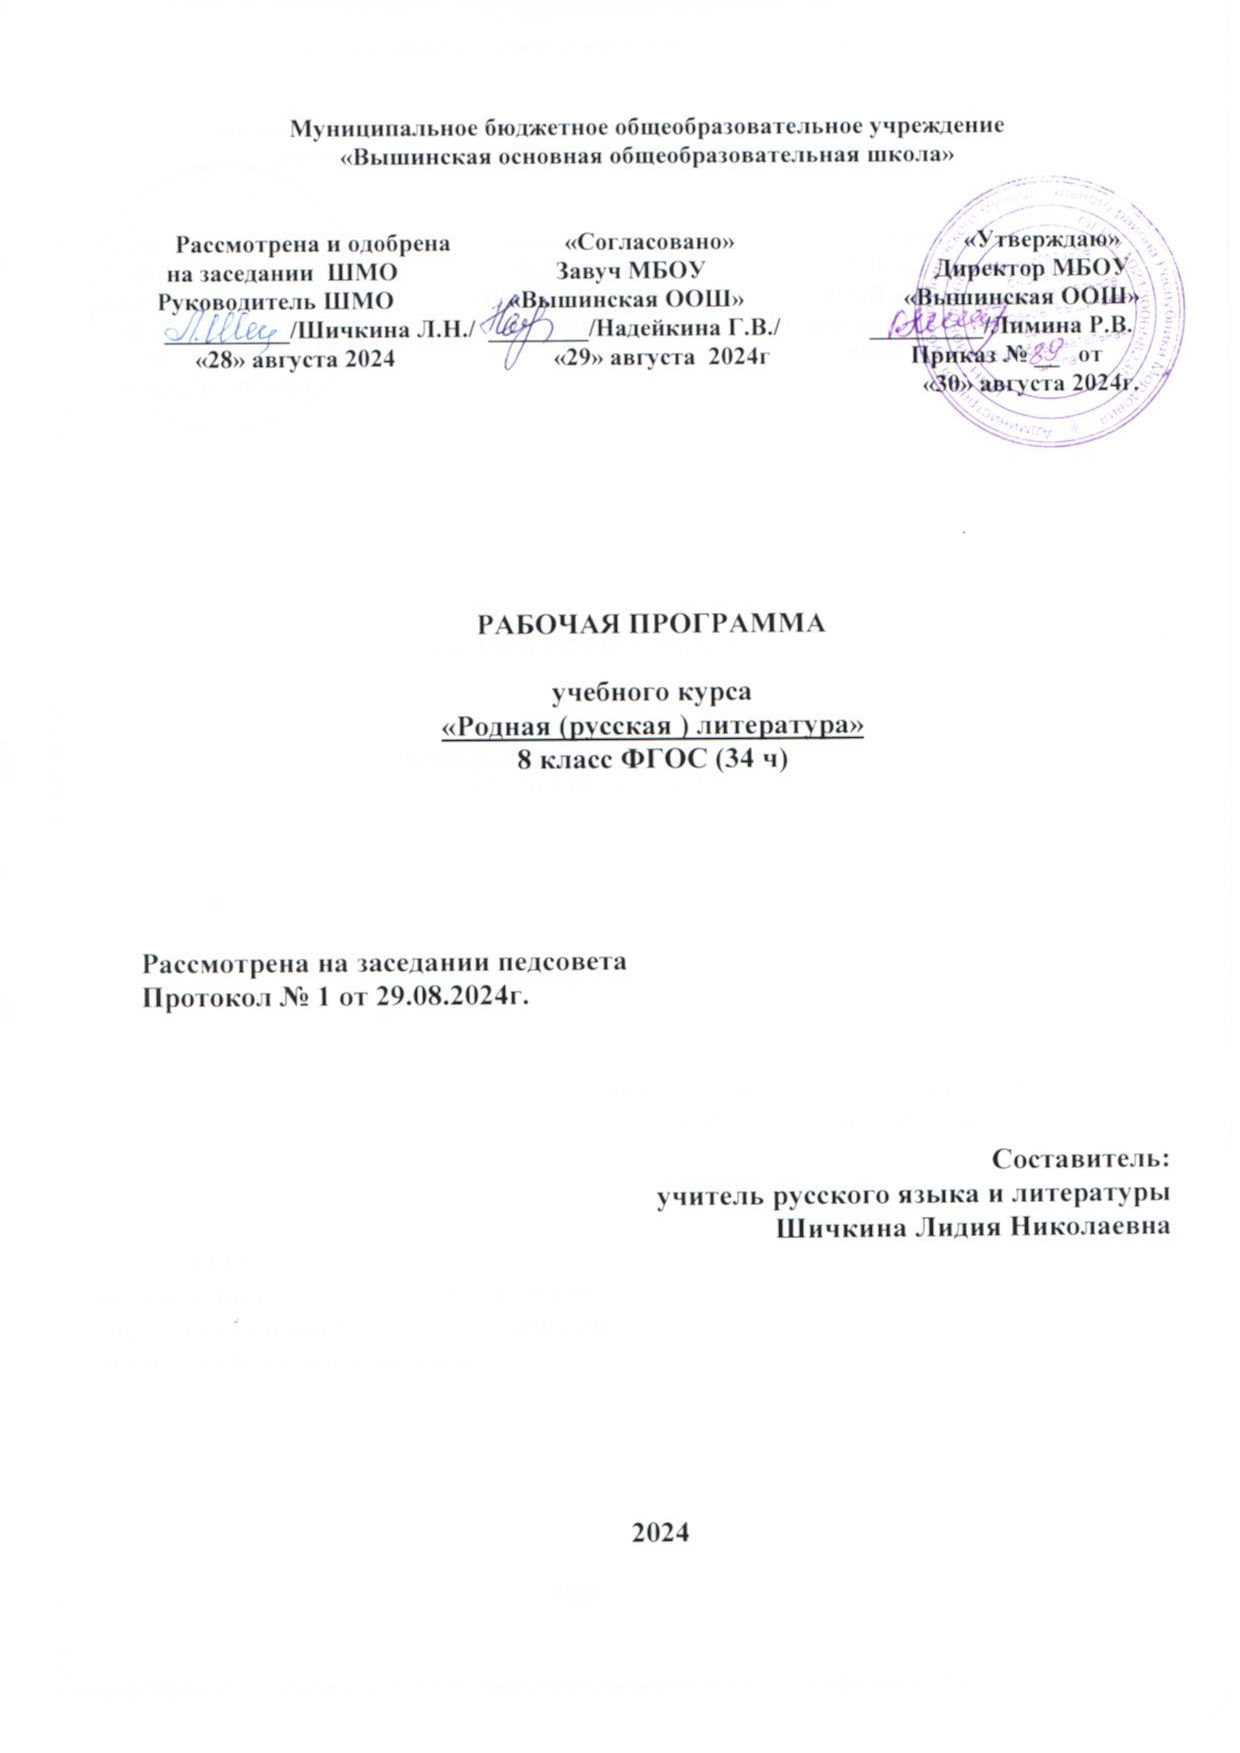 Муниципальное бюджетное общеобразовательное учреждение
«Вышинская основная общеобразовательная школа»
Рассмотрена и одобрена
на заседании ШМО
Руководитель ШМО
/Шичкина Л.Н./
«28» августа 2024
«Согласовано»
Завуч МБОУ
«Вышинская ООШ»
/Надейкина Г.В./
«29» августа 2024г
«Утверждаю»
Директор МБОУ
«Вышинская ООШ»
/Лимина Р.В.
Приказ № 89 от
«30» августа 2024г.
РАБОЧАЯ ПРОГРАММА
учебного курса
«Родная (русская ) литература»
8 класс ФГОС (34 ч)
Рассмотрена на заседании педсовета
Протокол № 1 от 29.08.2024г.
Составитель:
учитель русского языка и литературы
Шичкина Лидия Николаевна
2024